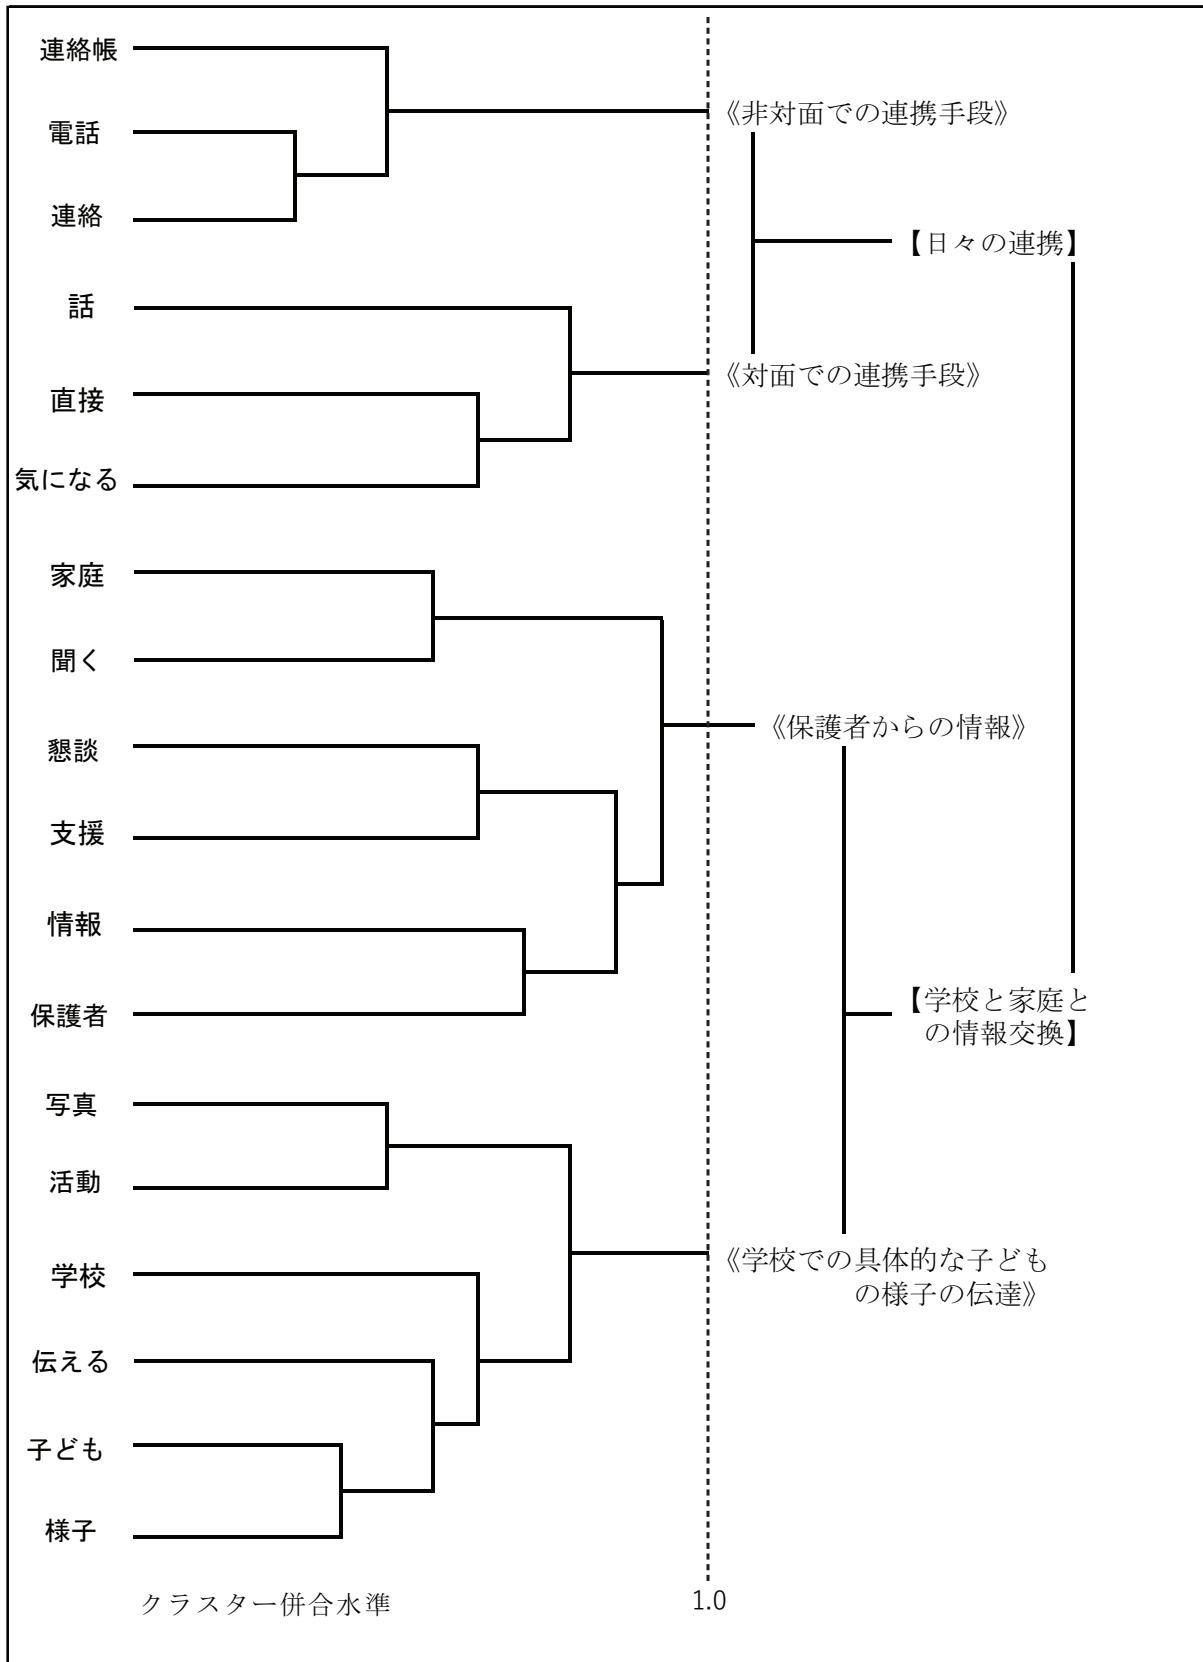 連絡帳
《非対面での連携手段》
電話
連絡
【日々の連携】
話
《対面での連携手段》
直接
気になる
家庭
聞く
《保護者からの情報》
懇談
支援
情報
【学校と家庭と
の情報交換】
保護者
写真
活動
学校
《学校での具体的な子ども
の様子の伝達》
伝える
子ども
様子
クラスター併合水準
1.0